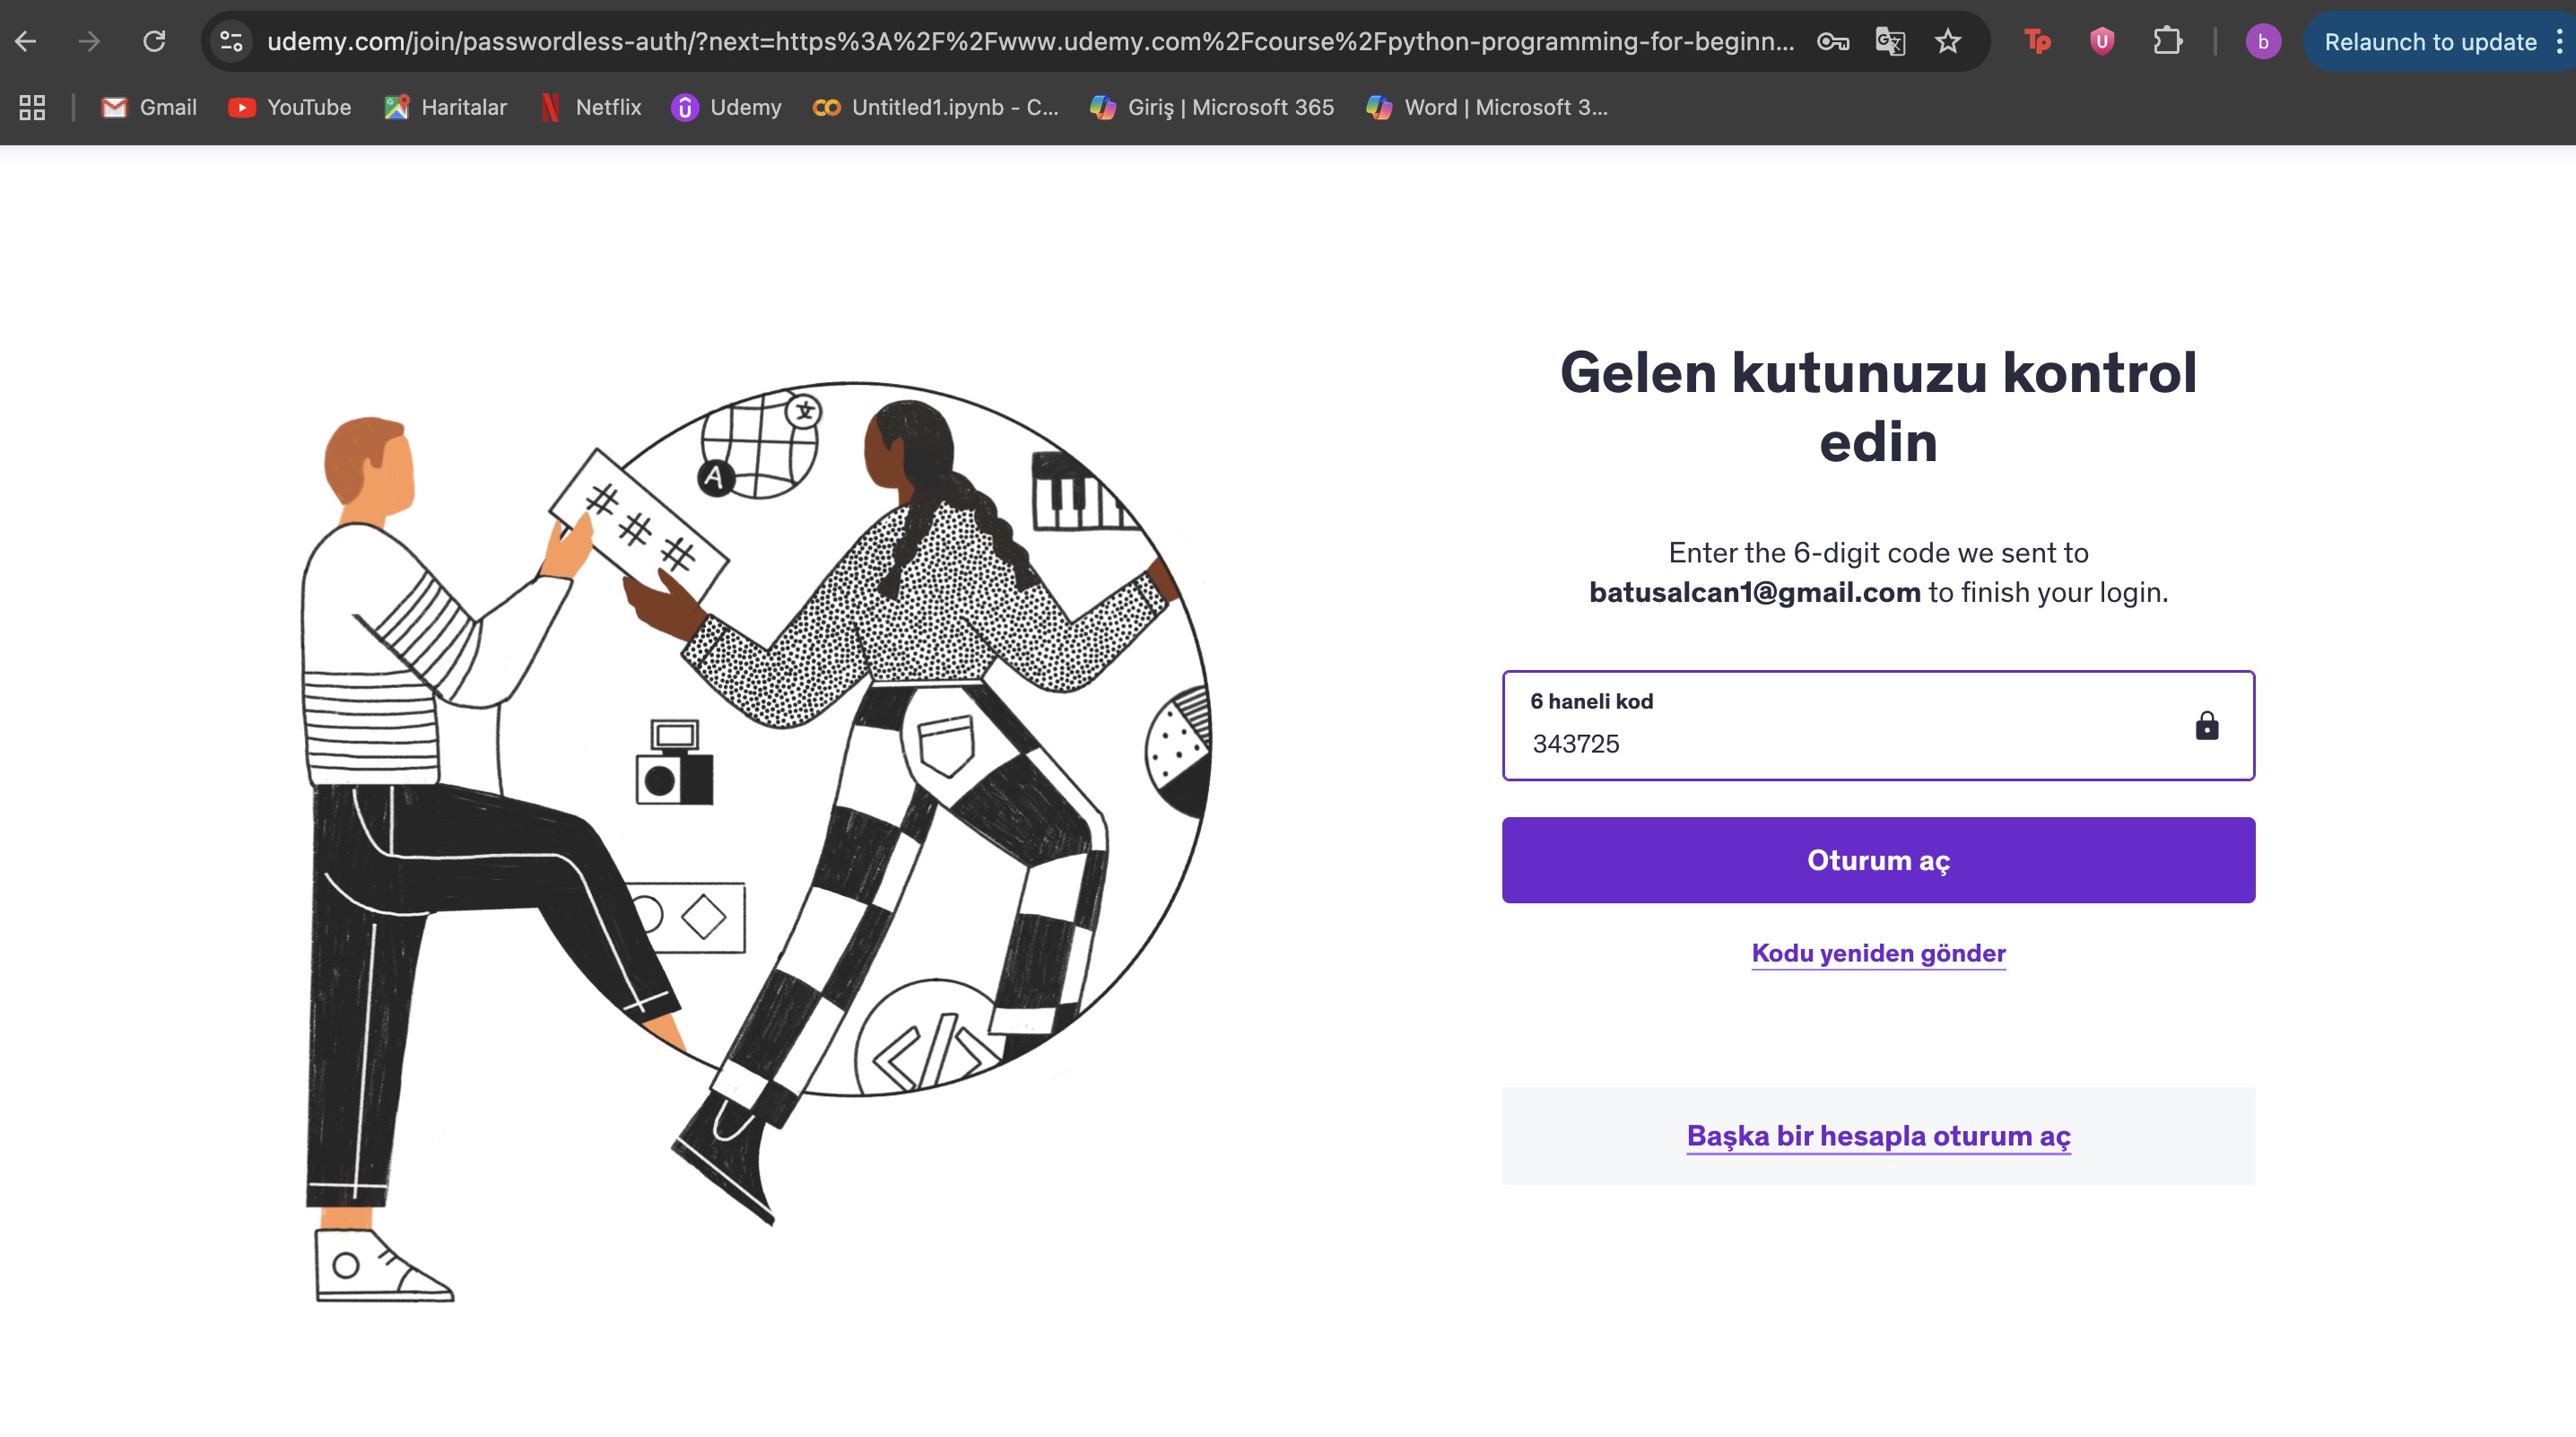 udemy.com/join/passwordless-auth/?next=https%3A%2F%2Fwww.udemy.com%2Fcourse%2Fpython-programming-for-beginn...
Tp
U
b
Relaunch to update
Gmail
YouTube
Haritalar
Netflix
Udemy
Untitled1.ipynb - C...
Giriş | Microsoft 365
Word | Microsoft 3...
文
A
# # #
</>
Gelen kutunuzu kontrol
edin
Enter the 6-digit code we sent to
batusalcan1@gmail.com to finish your login.
6 haneli kod
343725
Oturum aç
Kodu yeniden gönder
Başka bir hesapla oturum aç